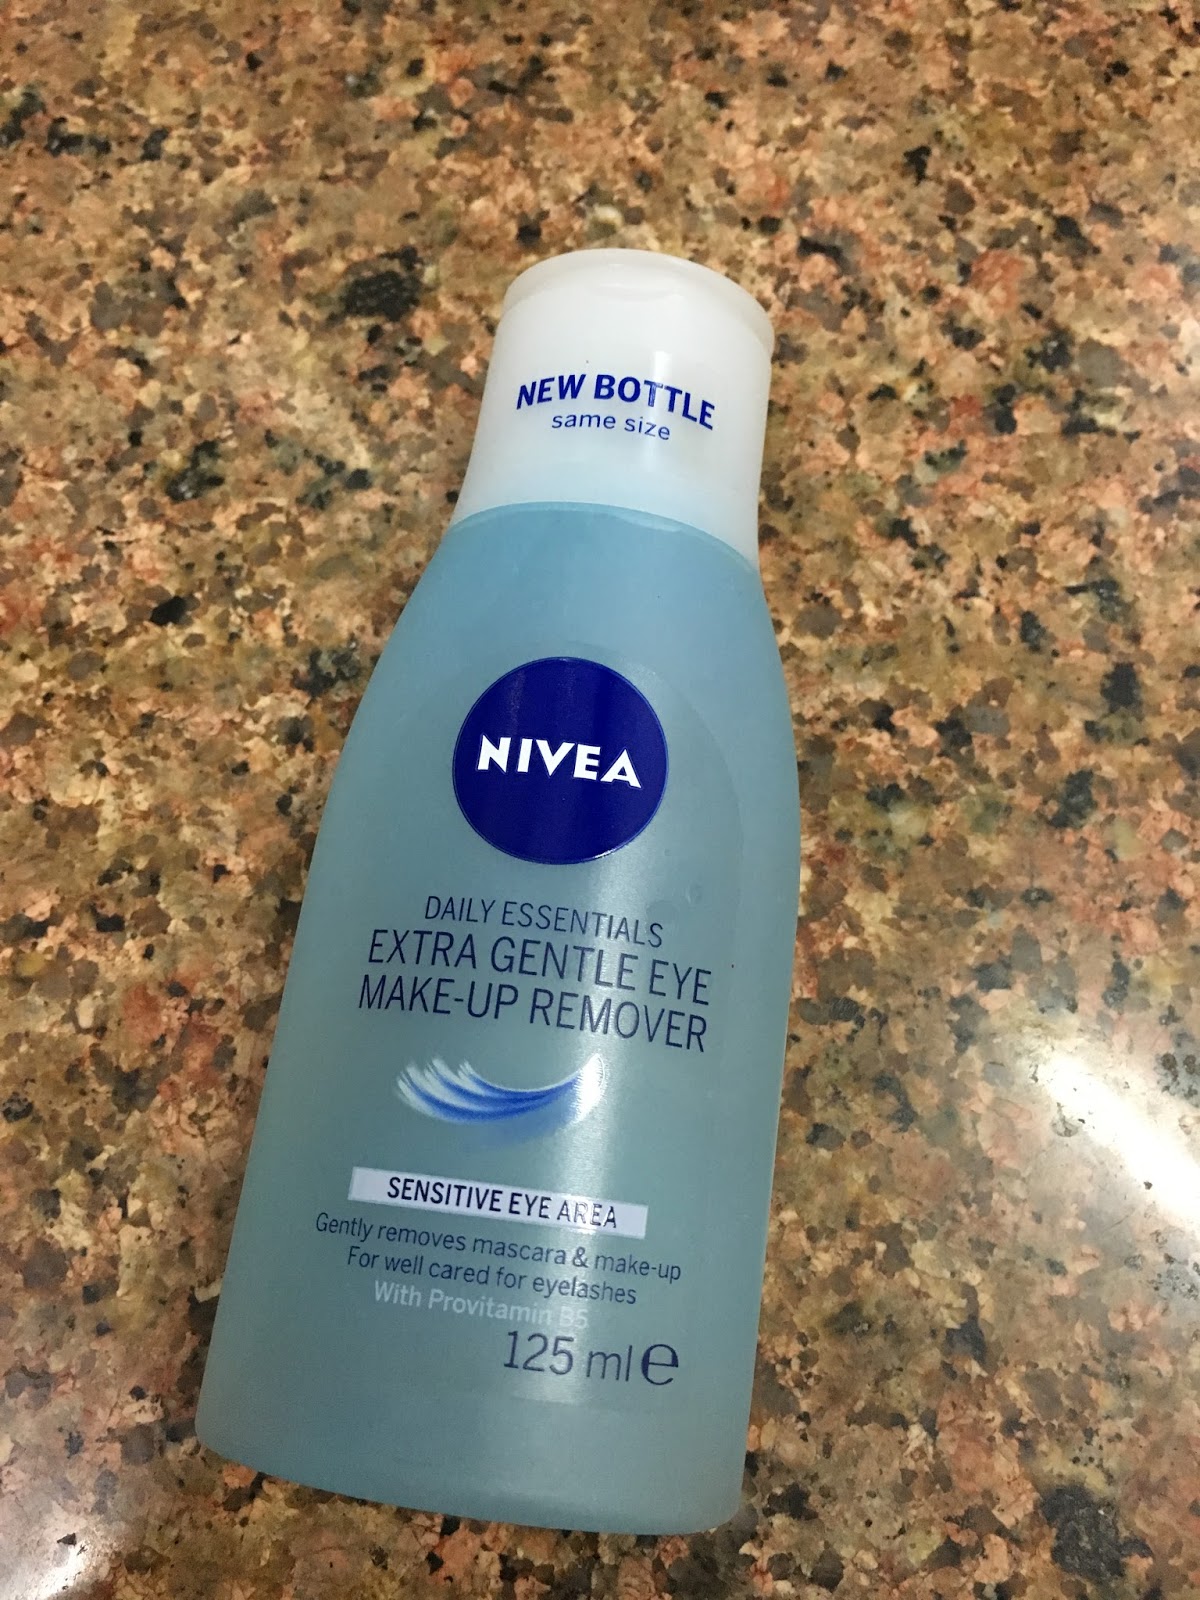 NEW BOTTLE
same size
NIVEA
DAILY ESSENTIALS
EXTRA GENTLE EYE
MAKE-UP REMOVER
SENSITIVE EYE AREA
Gently removes mascara & make-up
For well cared for eyelashes
With Provitamin B5
125 ml ℮